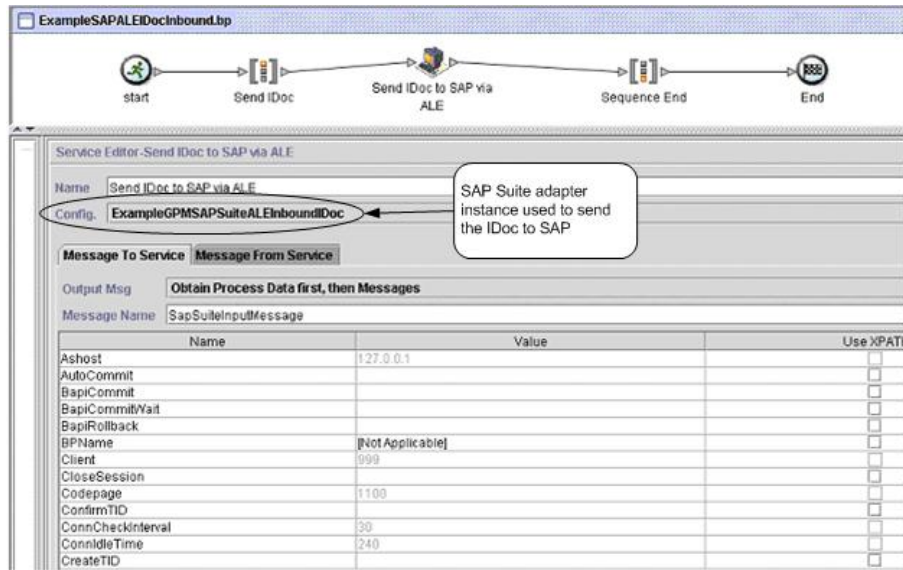 ExampleSAPALEIDocInbound.bp
start
Send IDoc
Send IDoc to SAP via
ALE
Sequence End
End
Service Editor-Send IDoc to SAP via ALE
Name Send IDoc to SAP via ALE
Config. ExampleGPMSAPSuiteALEInboundIDoc
SAP Suite adapter
instance used to send
the IDoc to SAP
Message To Service Message From Service
Output Msg Obtain Process Data first, then Messages
Message Name SapSuiteInputMessage
Name Value Use XPAT
Ashost 127.0.0.1
AutoCommit
BapiCommit
BapiCommitWait
BapiRollback
BPName [Not Applicable]
Client 999
CloseSession
Codepage 1100
ConfirmTID
ConnCheckInterval 30
ConnIdleTime 240
CreateTID